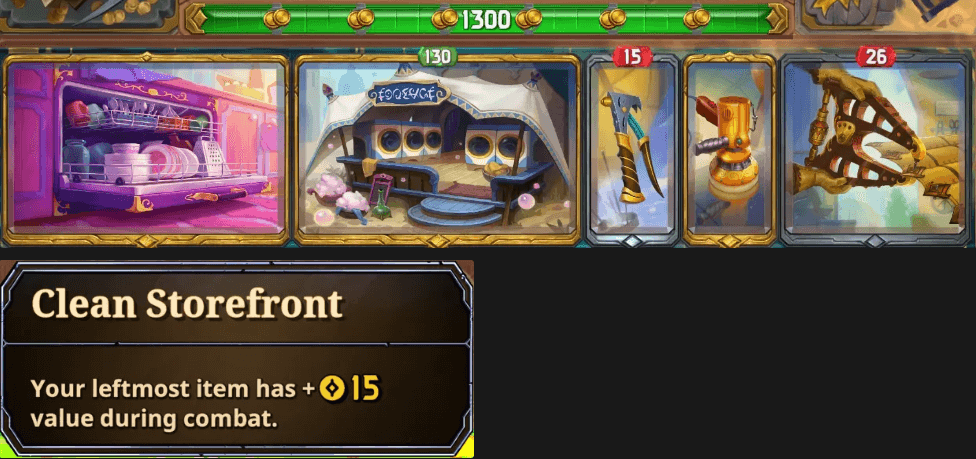 1300
130
15
26
Clean Storefront
Your leftmost item has + 15
value during combat.